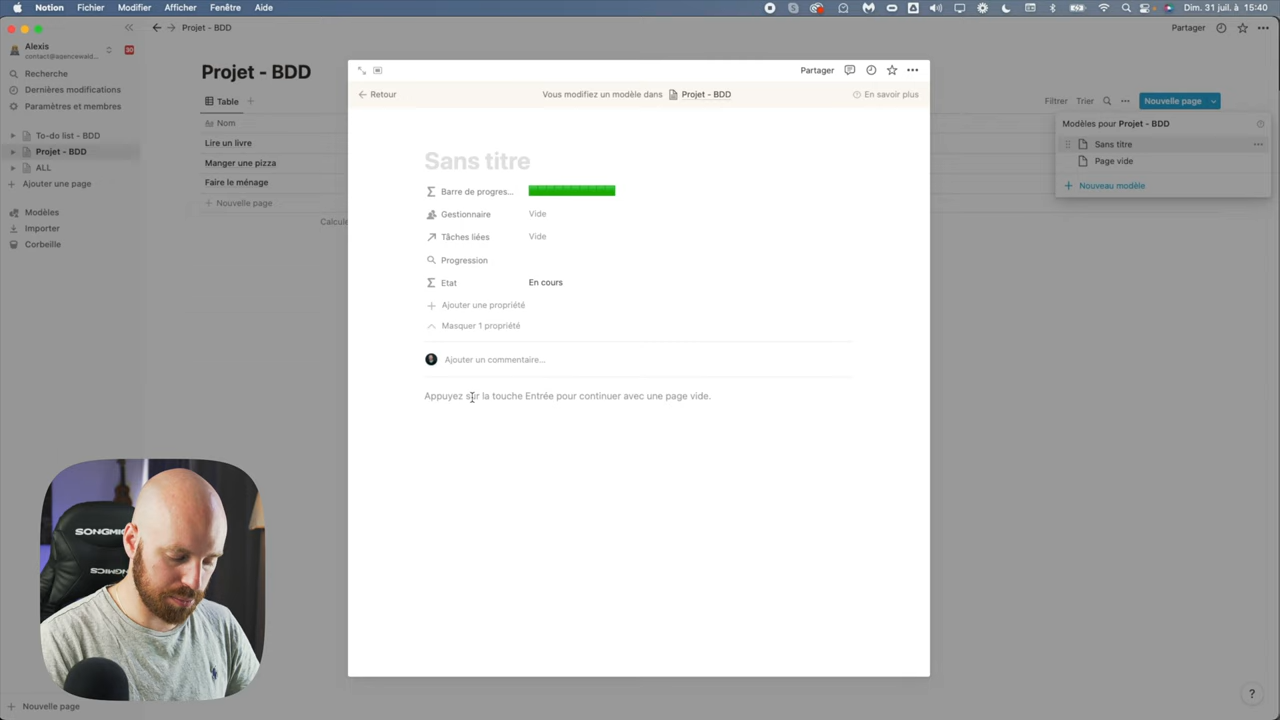 Notion Fichier Modifier Afficher Fenêtre Aide Dim. 31 juil. à 15:40
Projet - BDD Partager
Alexis
30
Recherche
Dernières modifications
Paramètres et membres
To-do list - BDD
Projet - BDD
ALL
Ajouter une page
Modèles
Importer
Corbeille
Nouvelle page
Projet - BDD
Table
Nom
Lire un livre
Manger une pizza
Faire le ménage
Nouvelle page
Calcule
Partager
Retour Vous modifiez un modèle dans Projet - BDD En savoir plus
Sans titre
Barre de progres...
Gestionnaire Vide
Tâches liées Vide
Progression
Etat En cours
Ajouter une propriété
Masquer 1 propriété
Ajouter un commentaire...
Appuyez sur la touche Entrée pour continuer avec une page vide.
Filtrer Trier Nouvelle page
Modèles pour Projet - BDD
Sans titre
Page vide
Nouveau modèle
SONGMICS
SONGMICS
?